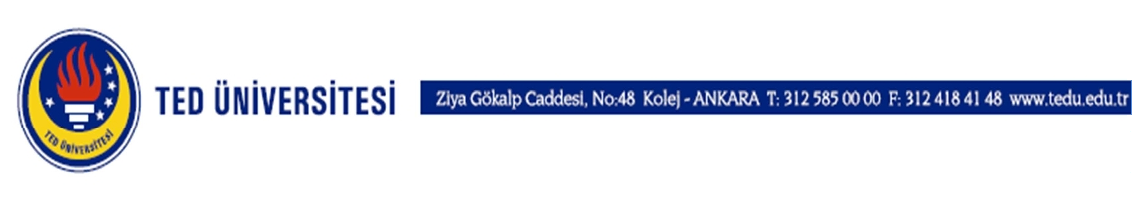 TED ÜNİVERSİTESİ
TED ÜNİVERSİTESİ
Ziya Gökalp Caddesi, No:48 Kolej - ANKARA T: 312 585 00 00 F: 312 418 41 48 www.tedu.edu.tr